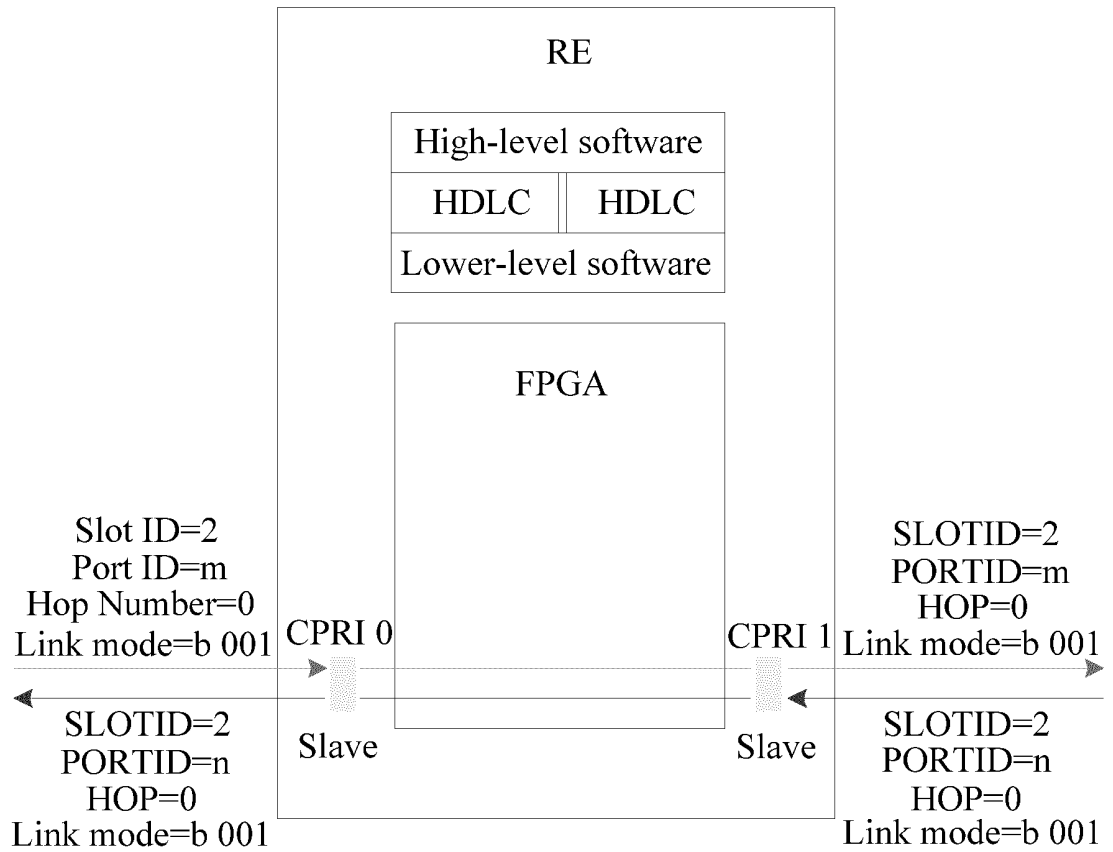 RE
High-level software
HDLC
HDLC
Lower-level software
FPGA
Slot ID=2
Port ID=m
Hop Number=0
Link mode=b 001
CPRI 0
CPRI 1
SLOTID=2
PORTID=m
HOP=0
Link mode=b 001
SLOTID=2
PORTID=n
HOP=0
Link mode=b 001
Slave
Slave
SLOTID=2
PORTID=n
HOP=0
Link mode=b 001